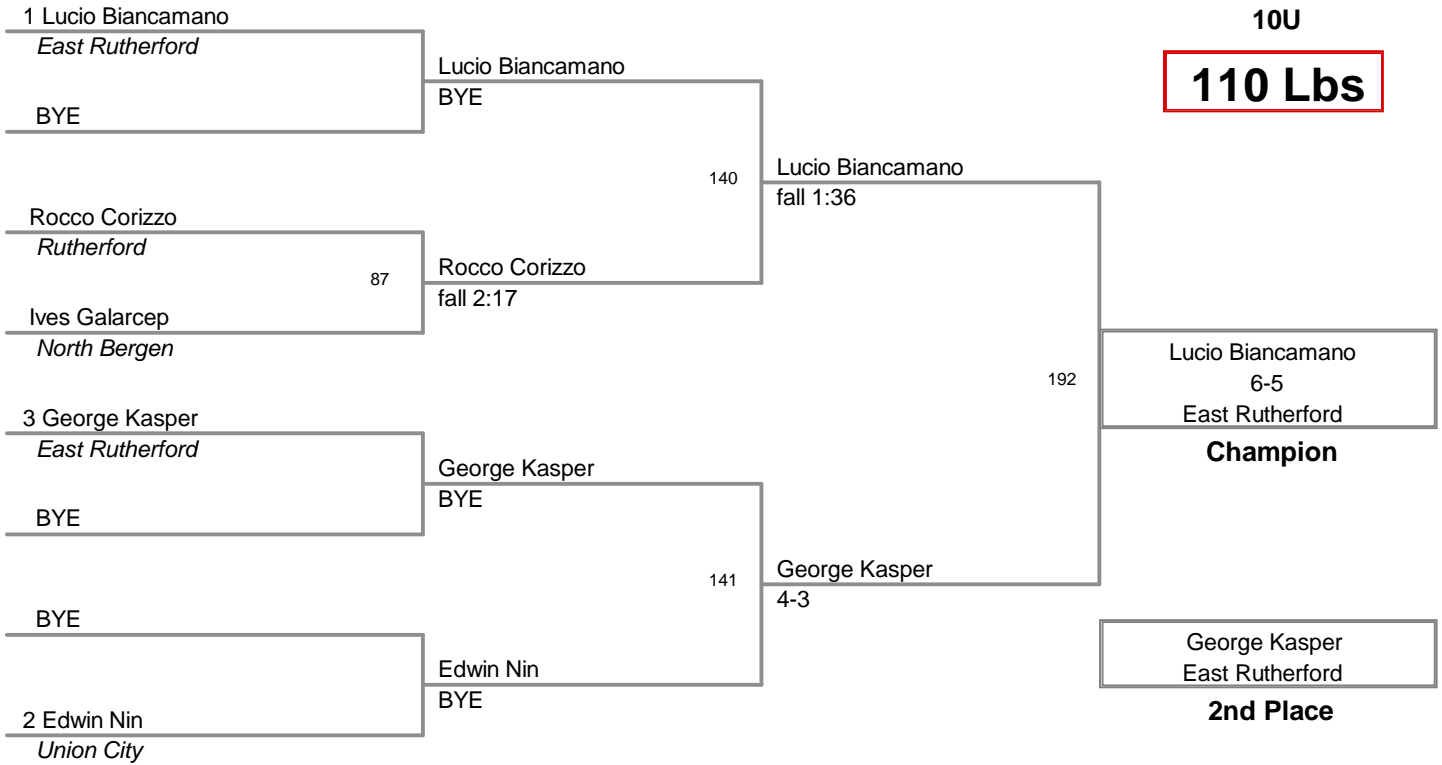 1 Lucio Biancamano
East Rutherford
BYE
Rocco Corizzo
Rutherford
Ives Galarcep
North Bergen
3 George Kasper
East Rutherford
BYE
BYE
2 Edwin Nin
Union City
Lucio Biancamano
BYE
87
Rocco Corizzo
fall 2:17
George Kasper
BYE
Edwin Nin
BYE
140
Lucio Biancamano
fall 1:36
141
George Kasper
4-3
192
10U
110 Lbs
Lucio Biancamano
6-5
East Rutherford
Champion
George Kasper
East Rutherford
2nd Place